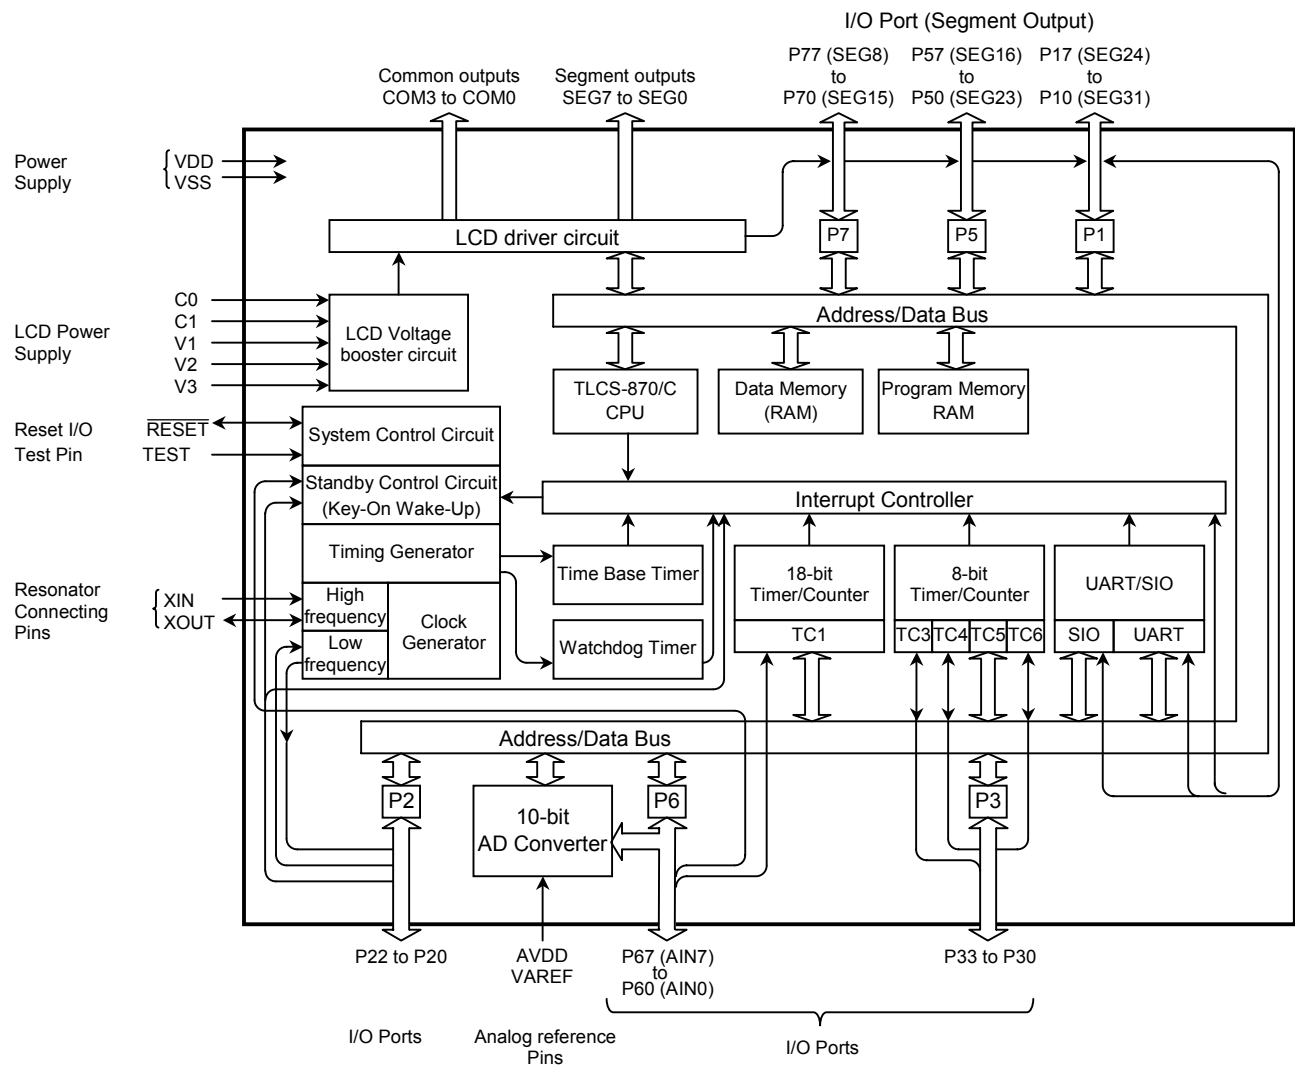 I/O Port (Segment Output)
P77 (SEG8)
to
P70 (SEG15)
P57 (SEG16)
to
P50 (SEG23)
P17 (SEG24)
to
P10 (SEG31)
Common outputs
COM3 to COM0
Segment outputs
SEG7 to SEG0
Power
Supply
VDD
VSS
LCD driver circuit
P7
P5
P1
LCD Power
Supply
C0
C1
V1
V2
V3
LCD Voltage
booster circuit
Address/Data Bus
TLCS-870/C
CPU
Data Memory
(RAM)
Program Memory
RAM
Reset I/O
Test Pin
RESET
TEST
System Control Circuit
Standby Control Circuit
(Key-On Wake-Up)
Interrupt Controller
Timing Generator
Time Base Timer
18-bit
Timer/Counter
8-bit
Timer/Counter
UART/SIO
Resonator
Connecting
Pins
XIN
XOUT
High
frequency
Low
frequency
Clock
Generator
Watchdog Timer
TC1
TC3
TC4
TC5
TC6
SIO
UART
Address/Data Bus
P2
10-bit
AD Converter
P6
P3
P22 to P20
AVDD
VAREF
P67 (AIN7)
to
P60 (AIN0)
P33 to P30
I/O Ports
Analog reference
Pins
I/O Ports